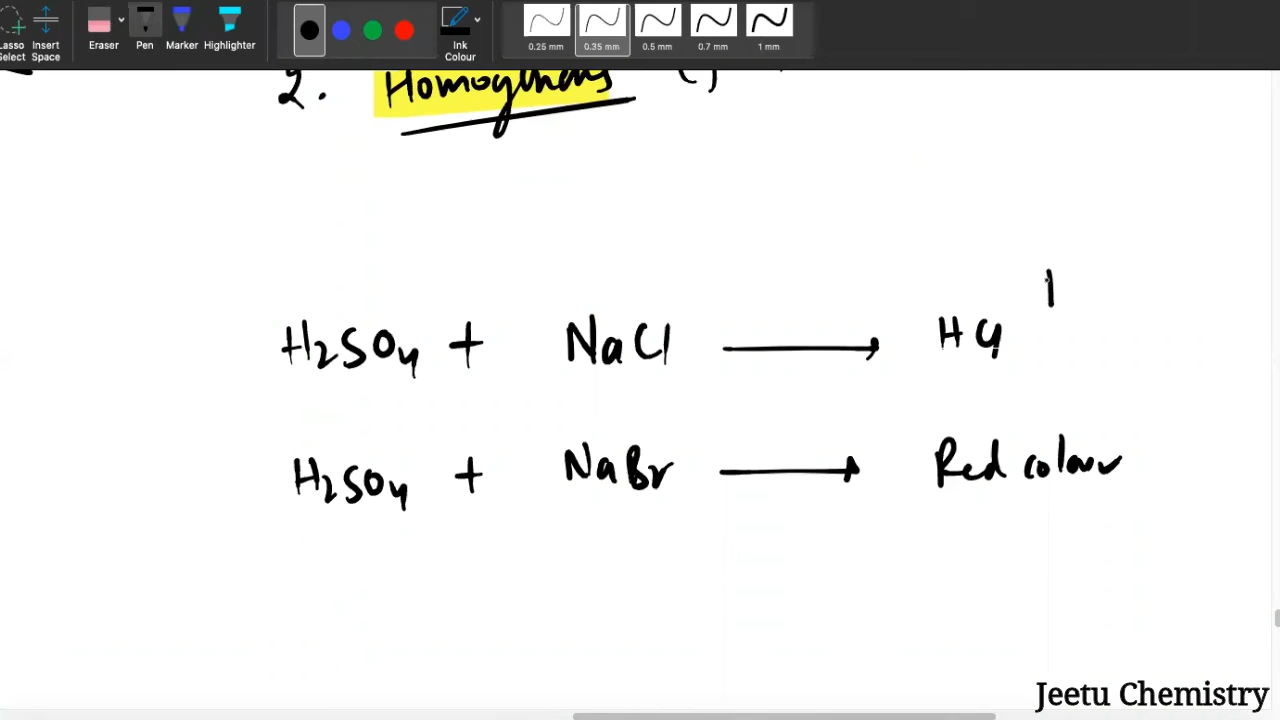 Lasso Select
Insert Space
Eraser
Pen
Marker
Highlighter
Ink Colour
0.25 mm
0.35 mm
0.5 mm
0.7 mm
1 mm
2.
H₂SO₄ + NaCl ⟶ HCl
H₂SO₄ + NaBr ⟶ Red colour
Jeetu Chemistry